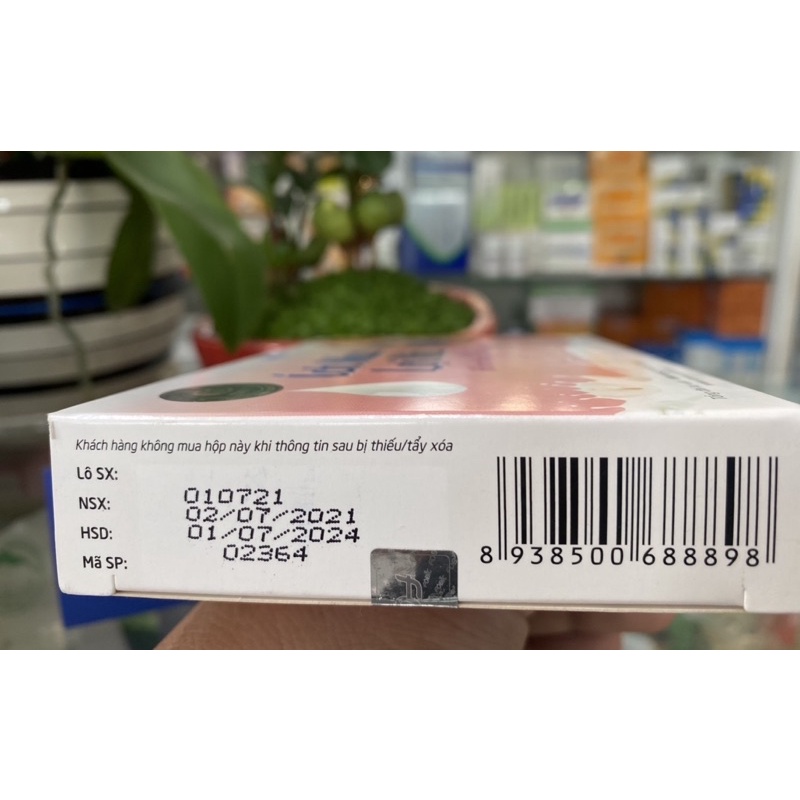 Khách hàng không mua hộp này khi thông tin sau bị thiếu/tẩy xóa
Lô SX: 010721
NSX: 02/07/2021
HSD: 01/07/2024
Mã SP: 02364
8 938500 688898